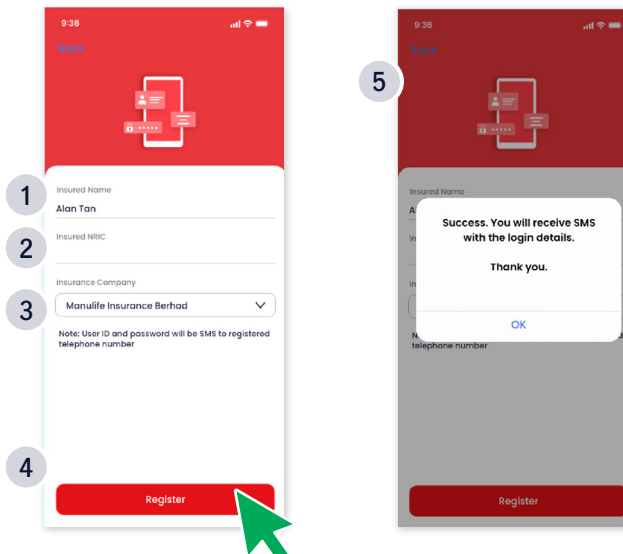 9:36
Back
1
Insured Name
Alan Tan
2
Insured NRIC
Insurance Company
3
Manulife Insurance Berhad
Note: User ID and password will be SMS to registered
telephone number
4
Register
9:36
Back
5
Insured Name
A
In
Success. You will receive SMS
with the login details.
Thank you.
In
OK
N
telephone number
Register